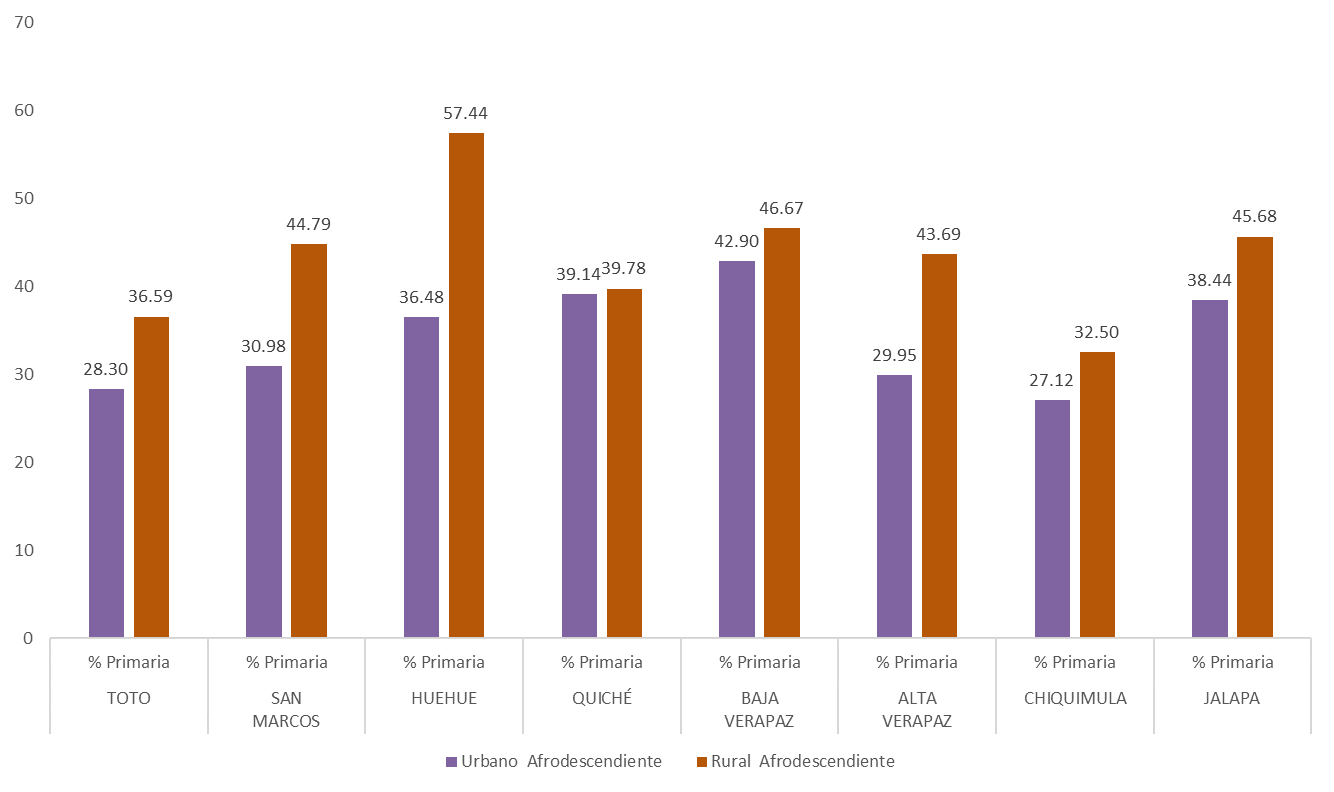 70
60
50
40
30
20
10
0
28.30
36.59
30.98
44.79
36.48
57.44
39.14
39.78
42.90
46.67
29.95
43.69
27.12
32.50
38.44
45.68
% Primaria
% Primaria
% Primaria
% Primaria
% Primaria
% Primaria
% Primaria
% Primaria
TOTO
SAN
MARCOS
HUEHUE
QUICHÉ
BAJA
VERAPAZ
ALTA
VERAPAZ
CHIQUIMULA
JALAPA
Urbano Afrodescendiente
Rural Afrodescendiente